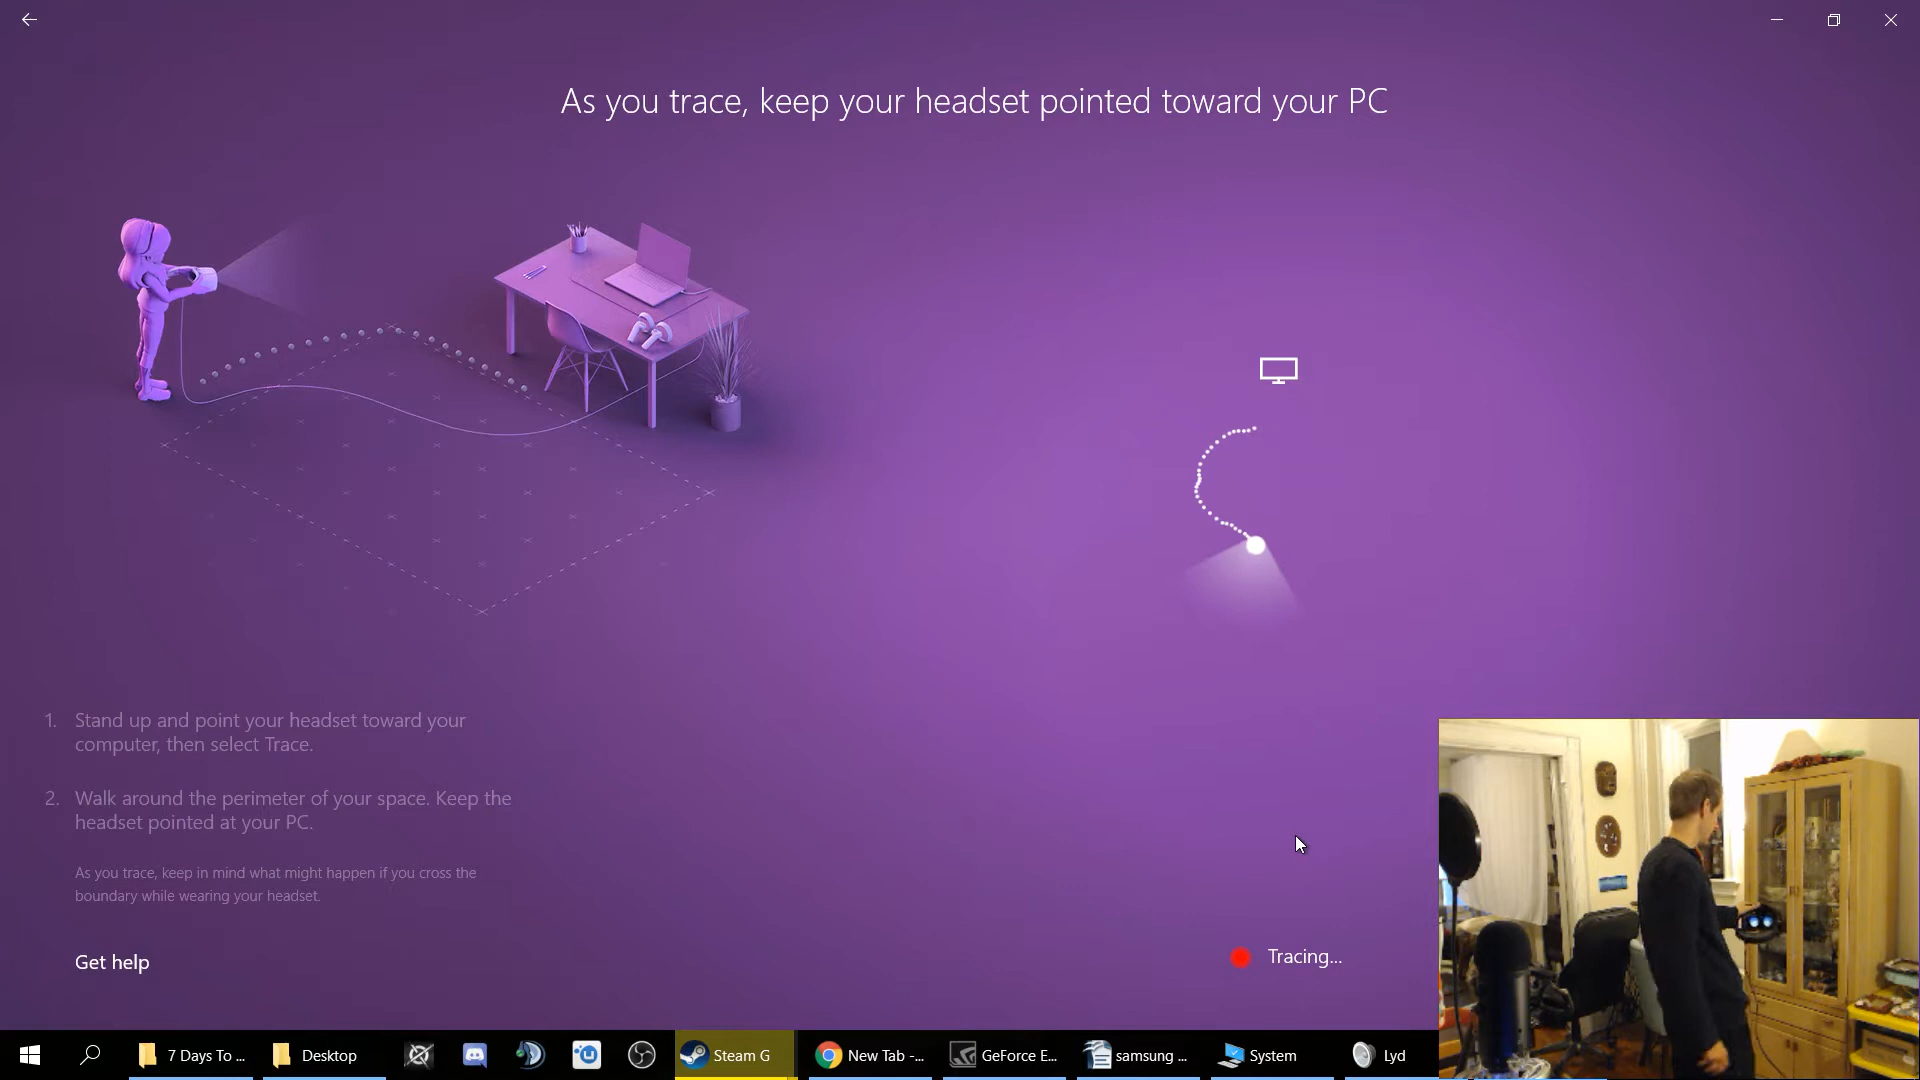 As you trace, keep your headset pointed toward your PC
1. Stand up and point your headset toward your
computer, then select Trace.
2. Walk around the perimeter of your space. Keep the
headset pointed at your PC.
As you trace, keep in mind what might happen if you cross the
boundary while wearing your headset.
Get help
Tracing...
7 Days To ...
Desktop
Steam G
New Tab -...
GeForce E...
samsung ...
System
Lyd